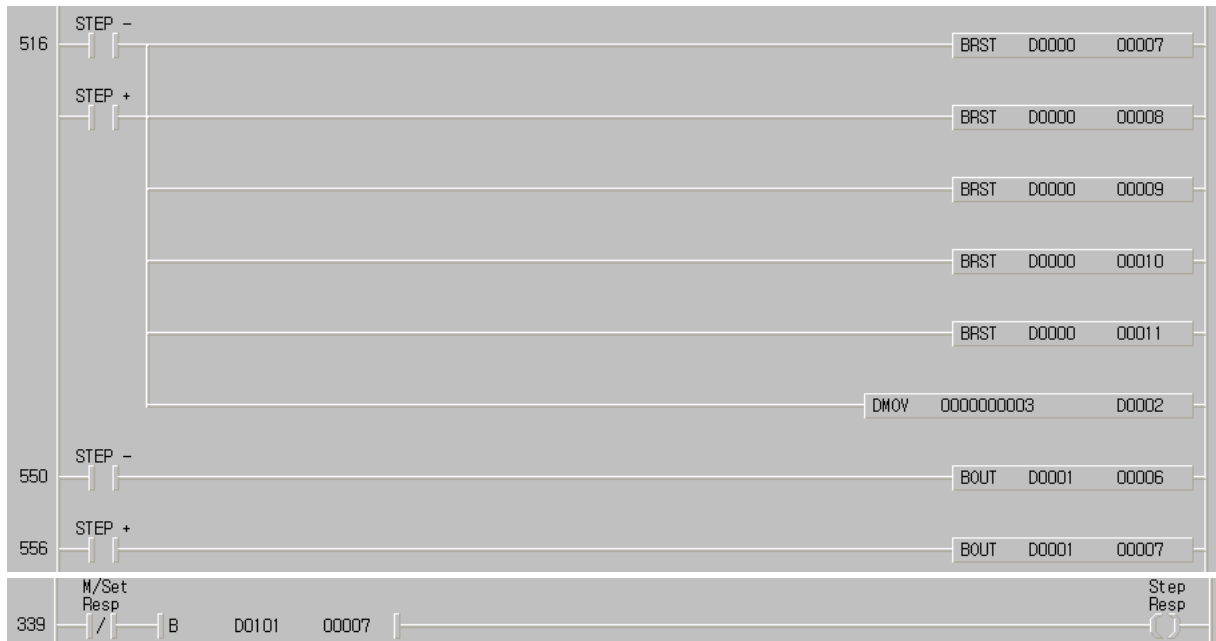 STEP -
516 BRST D0000 00007
STEP +
BRST D0000 00008
BRST D0000 00009
BRST D0000 00010
BRST D0000 00011
DMOV 0000000003 D0002
STEP -
550 BOUT D0001 00006
STEP +
556 BOUT D0001 00007
M/Set Step
Resp Resp
339 / B D0101 00007